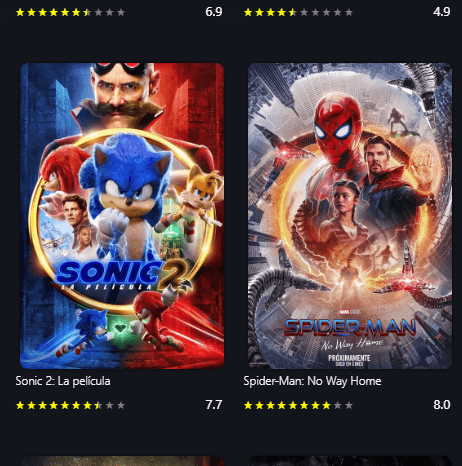 6.9
4.9
SONIC 2
LA PELÍCULA
MARVEL STUDIOS
SPIDER-MAN
No Way Home
PRÓXIMAMENTE
SOLO EN CINES
Sonic 2: La película
Spider-Man: No Way Home
7.7
8.0